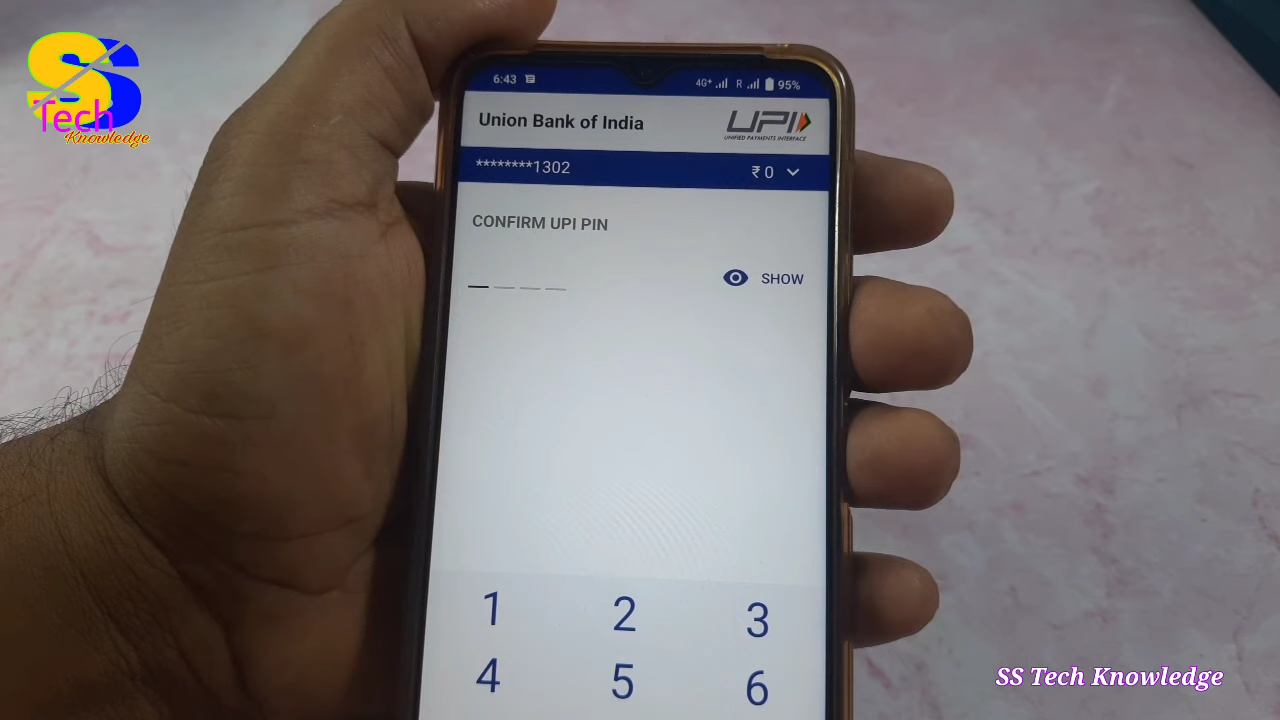 SS
Tech
Knowledge
6:43 4G+ R 95%
Union Bank of India UPI
UNIFIED PAYMENTS INTERFACE
********1302 ₹ 0
CONFIRM UPI PIN
SHOW
1 2 3
4 5 6
SS Tech Knowledge